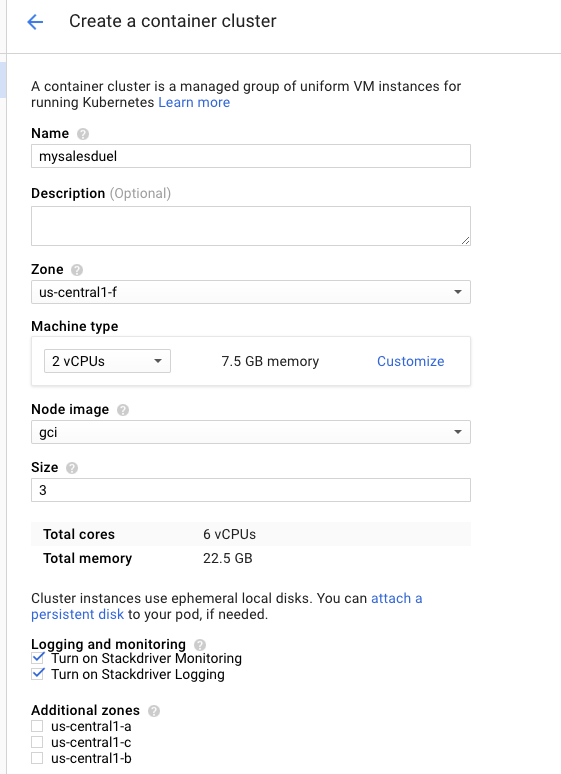 Create a container cluster
A container cluster is a managed group of uniform VM instances for
running Kubernetes Learn more
Name ?
mysalesduel
Description (Optional)
Zone ?
us-central1-f
Machine type
2 vCPUs 7.5 GB memory Customize
Node image ?
gci
Size ?
3
Total cores 6 vCPUs
Total memory 22.5 GB
Cluster instances use ephemeral local disks. You can attach a
persistent disk to your pod, if needed.
Logging and monitoring ?
Turn on Stackdriver Monitoring
Turn on Stackdriver Logging
Additional zones ?
us-central1-a
us-central1-c
us-central1-b